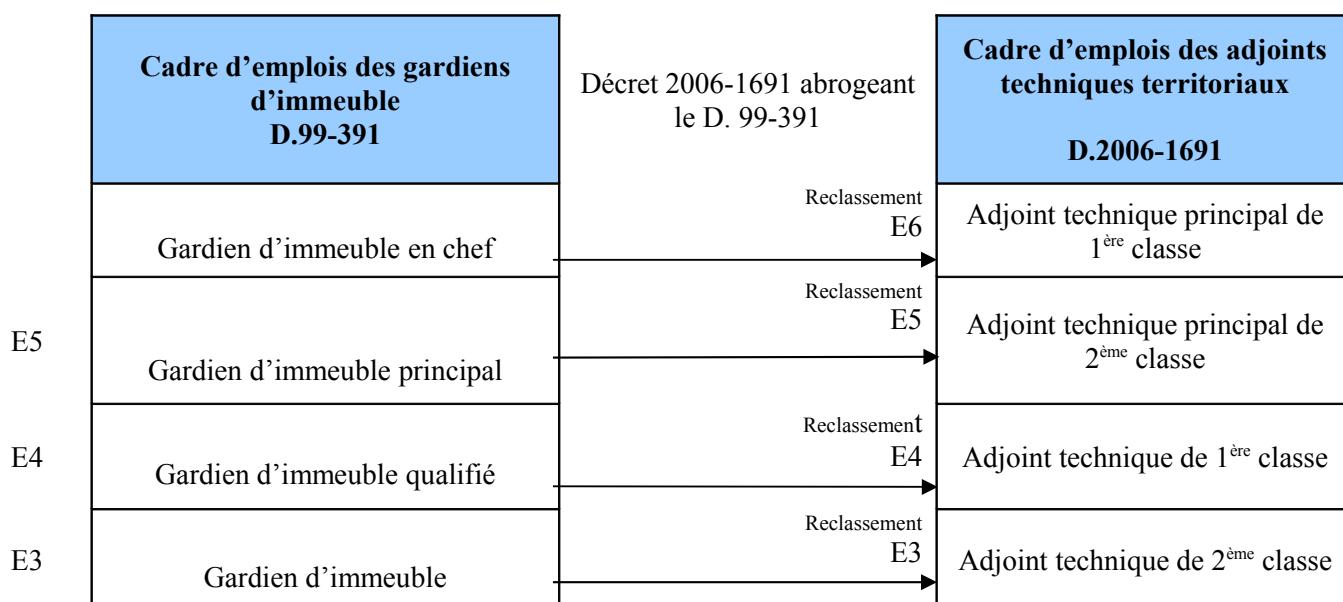 Cadre d’emplois des gardiens
d’immeuble
D.99-391
Décret 2006-1691 abrogeant
le D. 99-391
Cadre d’emplois des adjoints
techniques territoriaux
D.2006-1691
Gardien d’immeuble en chef
Reclassement
E6
Adjoint technique principal de
1ère classe
E5
Gardien d’immeuble principal
Reclassement
E5
Adjoint technique principal de
2ème classe
E4
Gardien d’immeuble qualifié
Reclassement
E4
Adjoint technique de 1ère classe
E3
Gardien d’immeuble
Reclassement
E3
Adjoint technique de 2ème classe